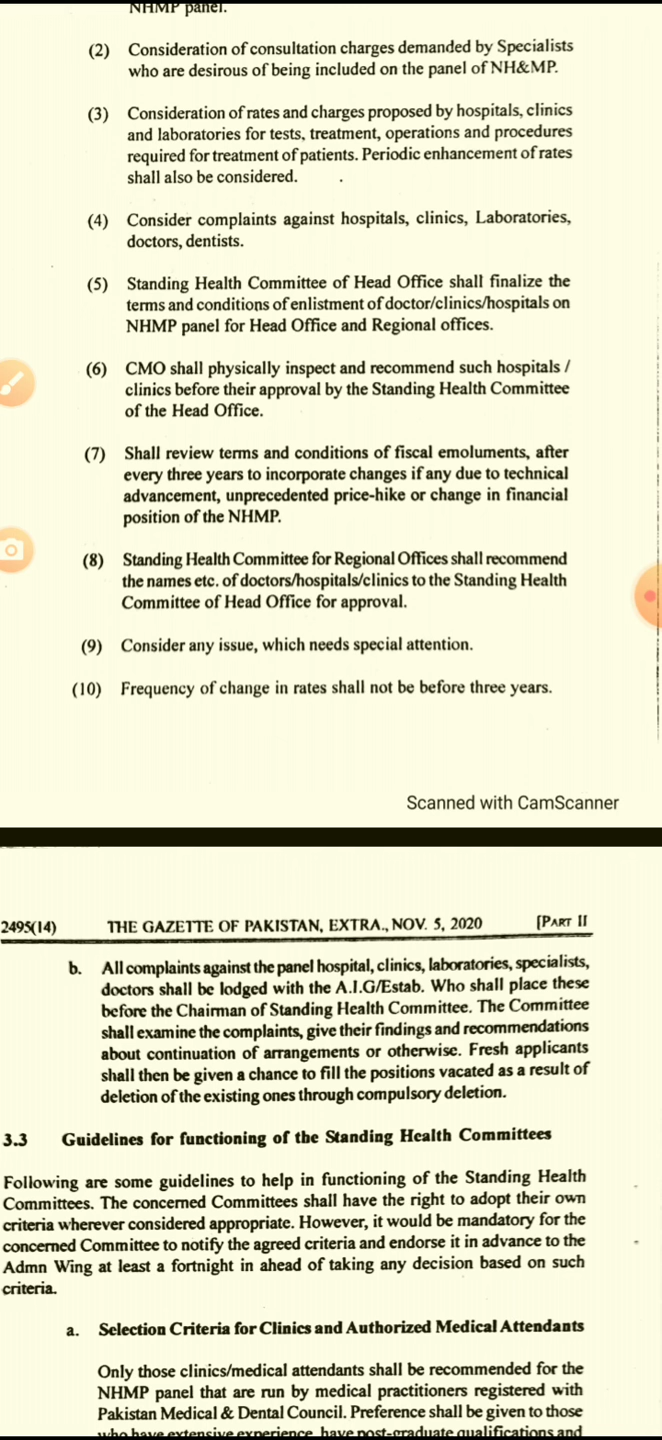 NHMP panel.
(2) Consideration of consultation charges demanded by Specialists
who are desirous of being included on the panel of NH&MP.
(3) Consideration of rates and charges proposed by hospitals, clinics
and laboratories for tests, treatment, operations and procedures
required for treatment of patients. Periodic enhancement of rates
shall also be considered.
(4) Consider complaints against hospitals, clinics, Laboratories,
doctors, dentists.
(5) Standing Health Committee of Head Office shall finalize the
terms and conditions of enlistment of doctor/clinics/hospitals on
NHMP panel for Head Office and Regional offices.
(6) CMO shall physically inspect and recommend such hospitals /
clinics before their approval by the Standing Health Committee
of the Head Office.
(7) Shall review terms and conditions of fiscal emoluments, after
every three years to incorporate changes if any due to technical
advancement, unprecedented price-hike or change in financial
position of the NHMP.
(8) Standing Health Committee for Regional Offices shall recommend
the names etc. of doctors/hospitals/clinics to the Standing Health
Committee of Head Office for approval.
(9) Consider any issue, which needs special attention.
(10) Frequency of change in rates shall not be before three years.
Scanned with CamScanner
2495(14) THE GAZETTE OF PAKISTAN, EXTRA., NOV. 5, 2020 [PART II
b. All complaints against the panel hospital, clinics, laboratories, specialists,
doctors shall be lodged with the A.I.G/Estab. Who shall place these
before the Chairman of Standing Health Committee. The Committee
shall examine the complaints, give their findings and recommendations
about continuation of arrangements or otherwise. Fresh applicants
shall then be given a chance to fill the positions vacated as a result of
deletion of the existing ones through compulsory deletion.
3.3 Guidelines for functioning of the Standing Health Committees
Following are some guidelines to help in functioning of the Standing Health
Committees. The concerned Committees shall have the right to adopt their own
criteria wherever considered appropriate. However, it would be mandatory for the
concerned Committee to notify the agreed criteria and endorse it in advance to the
Admn Wing at least a fortnight in ahead of taking any decision based on such
criteria.
a. Selection Criteria for Clinics and Authorized Medical Attendants
Only those clinics/medical attendants shall be recommended for the
NHMP panel that are run by medical practitioners registered with
Pakistan Medical & Dental Council. Preference shall be given to those
who have extensive experience, have post-graduate qualifications and